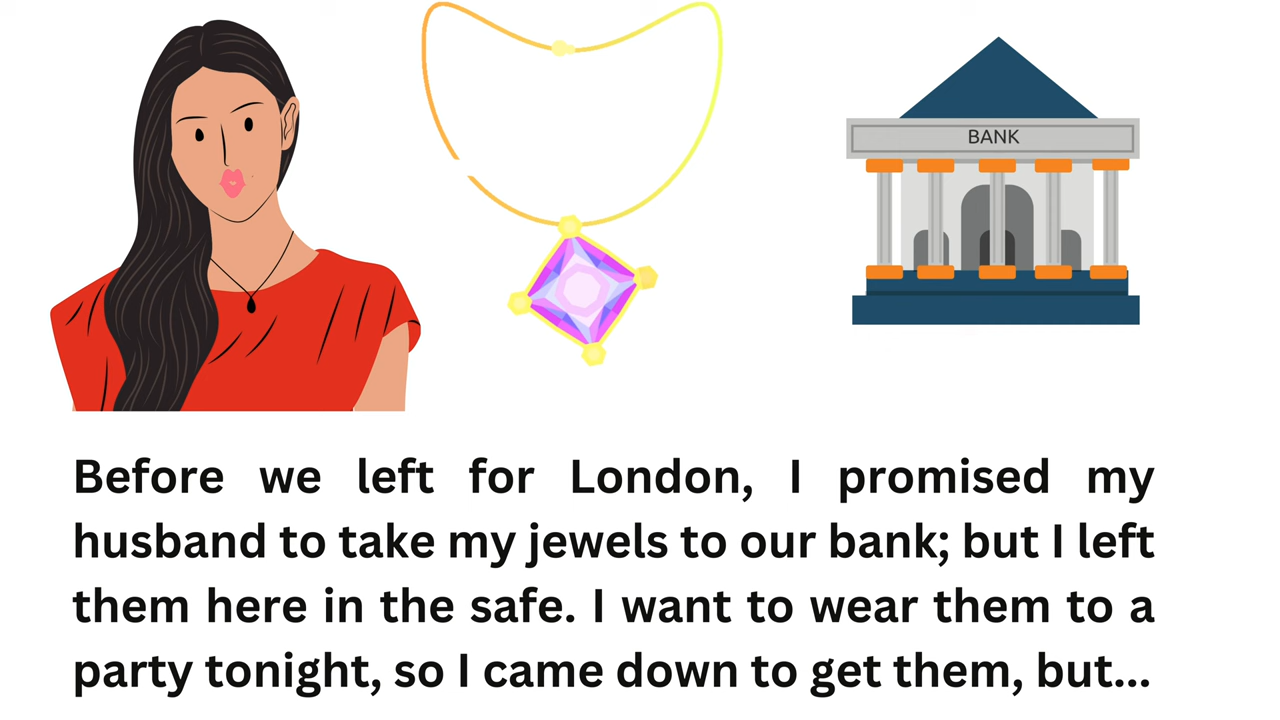 BANK
Before we left for London, I promised my
husband to take my jewels to our bank; but I left
them here in the safe. I want to wear them to a
party tonight, so I came down to get them, but...